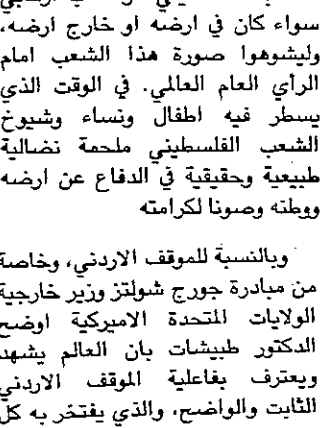 سواء كان في ارضه او خارج ارضه،
وليشوهوا صورة هذا الشعب امام
الرأي العام العالمي. في الوقت الذي
يسطر فيه اطفال ونساء وشيوخ
الشعب الفلسطيني ملحمة نضالية
طبيعية وحقيقية في الدفاع عن ارضه
ووطنه وصونا لكرامته
وبالنسبة للموقف الاردني، وخاصة
من مبادرة جورج شولتز وزير خارجية
الولايات المتحدة الاميركية اوضح
الدكتور طبيشات بان العالم يشهد
ويعترف بفاعلية الموقف الاردني
الثابت والواضح، والذي يفتخر به كل